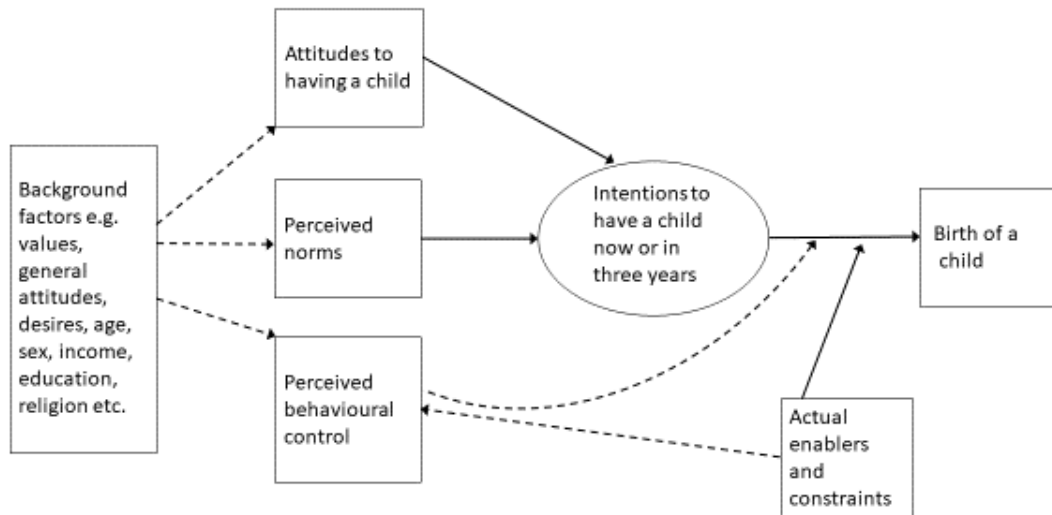 Attitudes to
having a child
Background
factors e.g.
values,
general
attitudes,
desires, age,
sex, income,
education,
religion etc.
Perceived
norms
Intentions to
have a child
now or in
three years
Birth of a
child
Perceived
behavioural
control
Actual
enablers
and
constraints